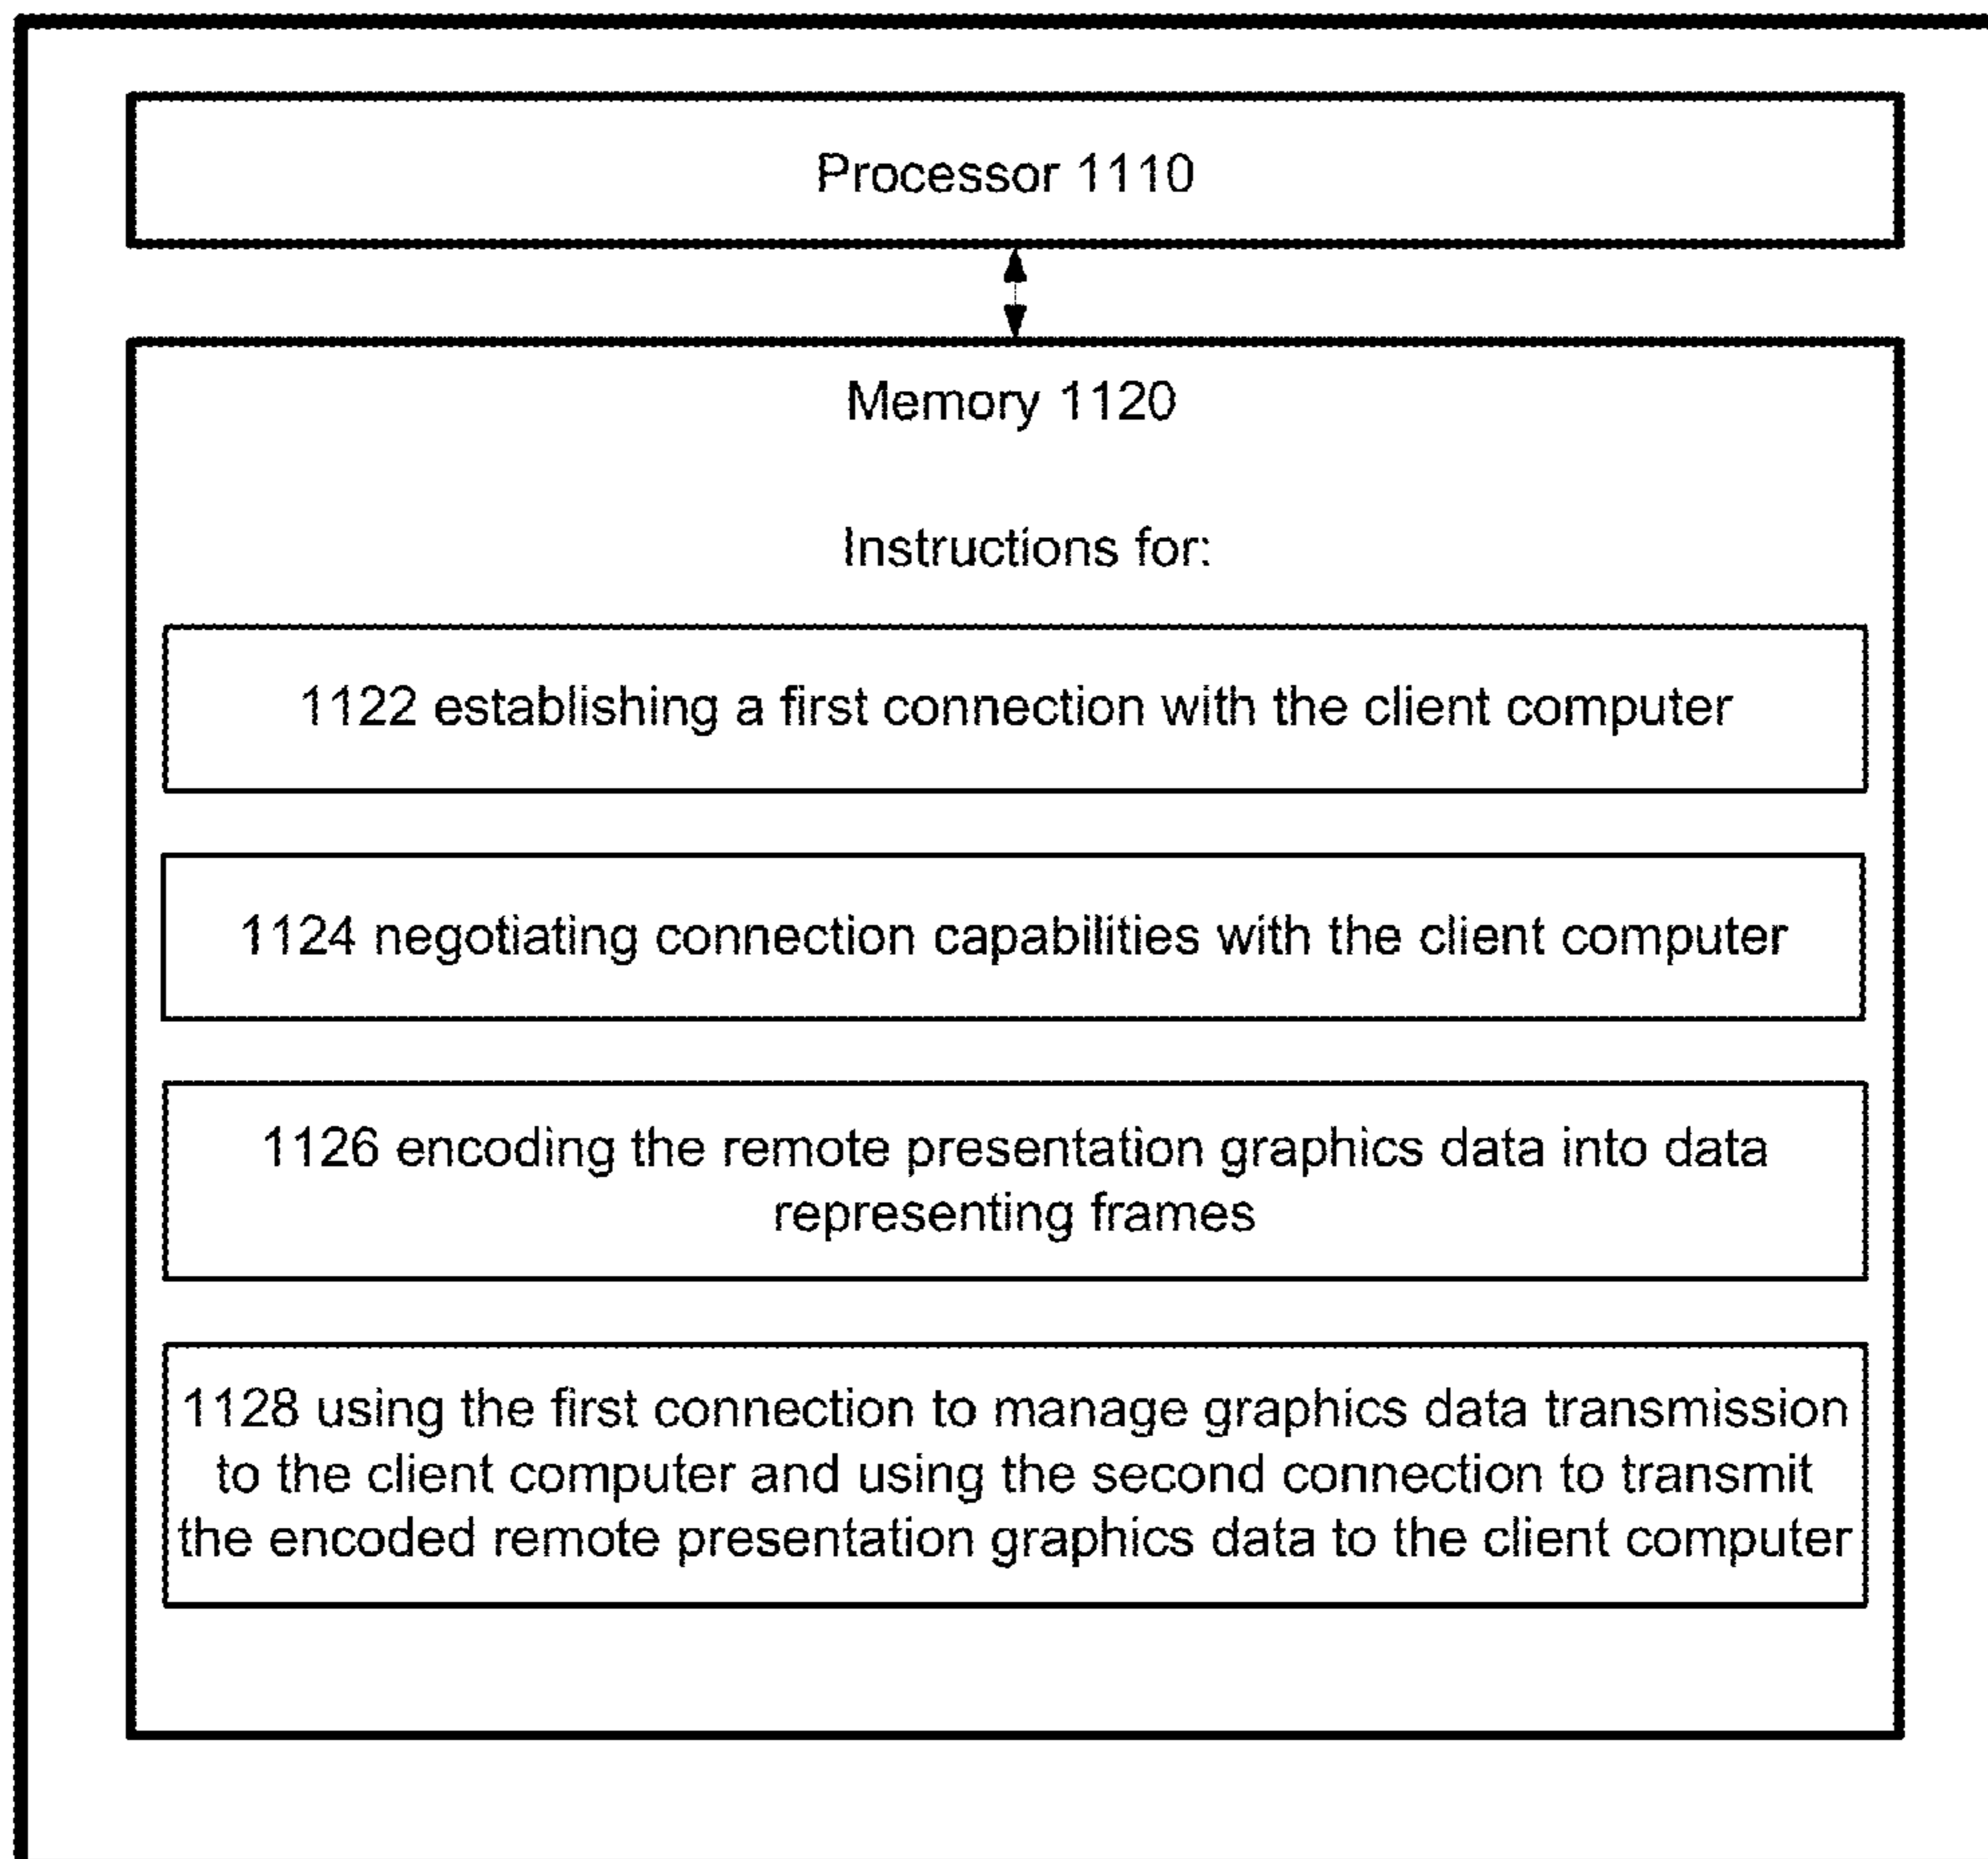 Processor 1110
Memory 1120
Instructions for:
1122 establishing a first connection with the client computer
1124 negotiating connection capabilities with the client computer
1126 encoding the remote presentation graphics data into data
representing frames
1128 using the first connection to manage graphics data transmission
to the client computer and using the second connection to transmit
the encoded remote presentation graphics data to the client computer